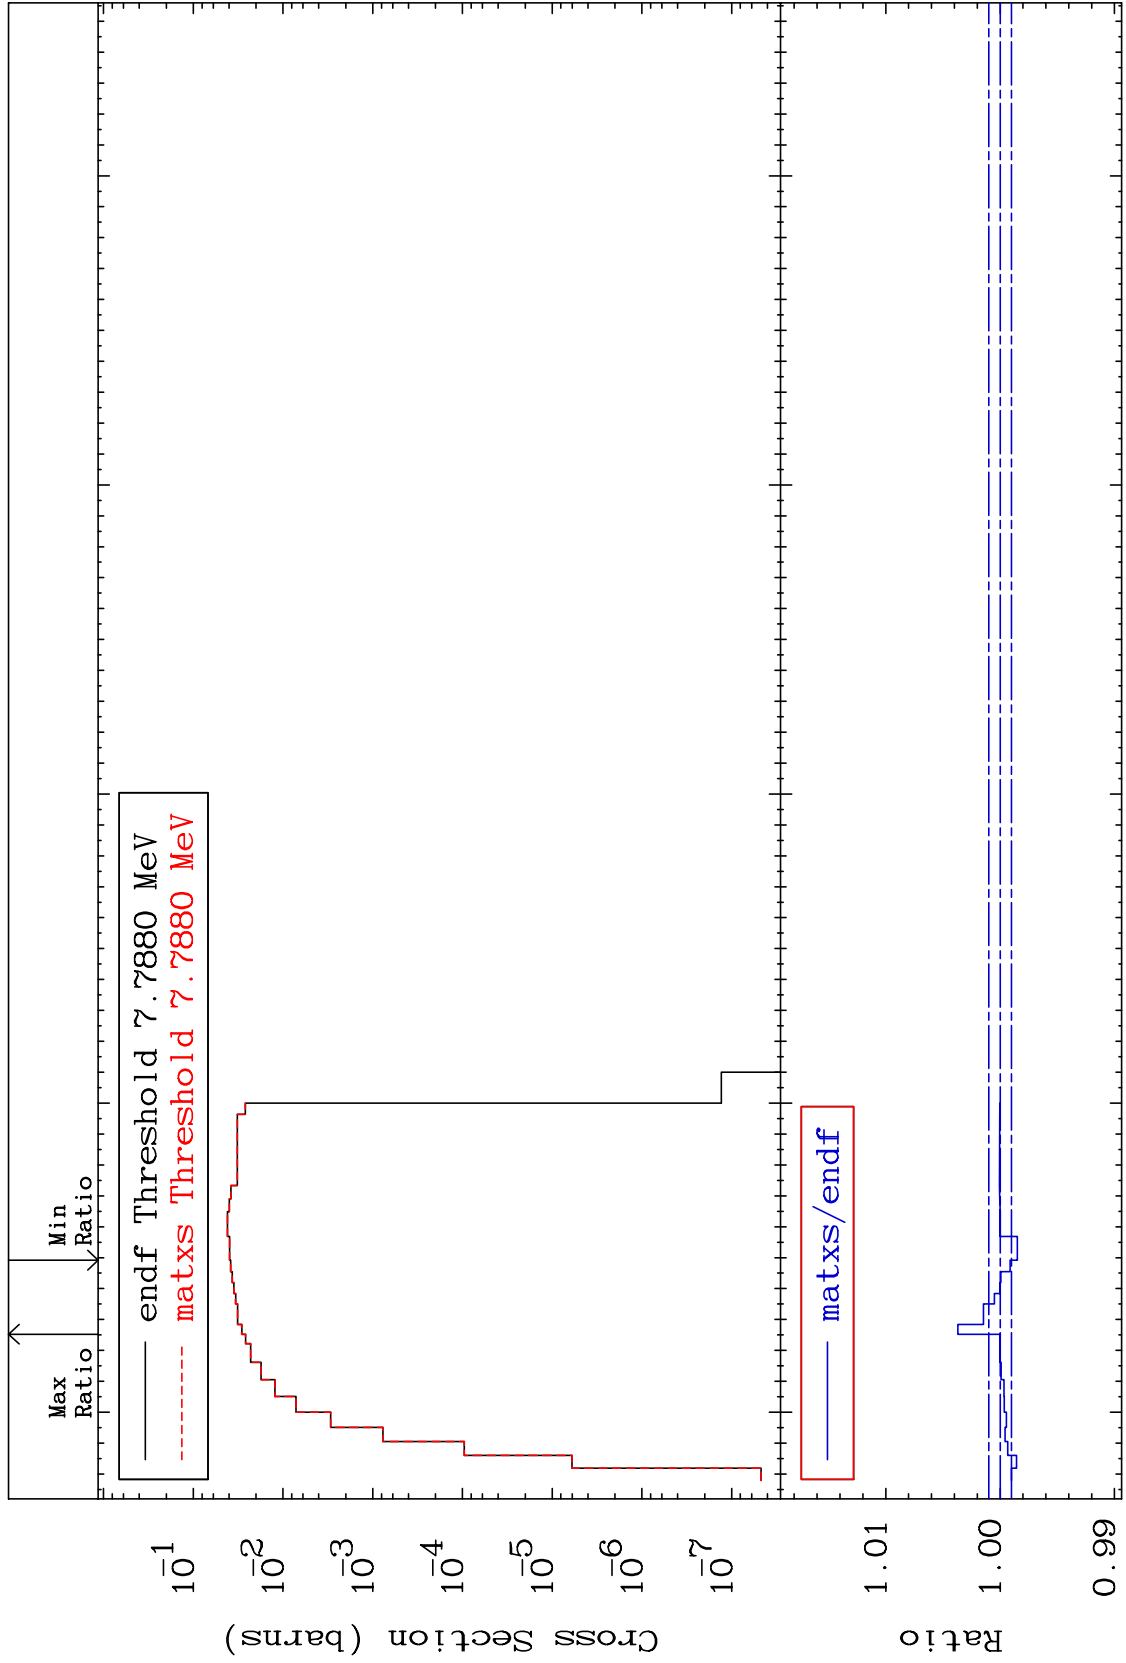 Max
Ratio
Min
Ratio
endf Threshold 7.7880 MeV
matxs Threshold 7.7880 MeV
10-1
10-2
10-3
10-4
10-5
10-6
10-7
Cross Section (barns)
matxs/endf
1.01
1.00
0.99
Ratio